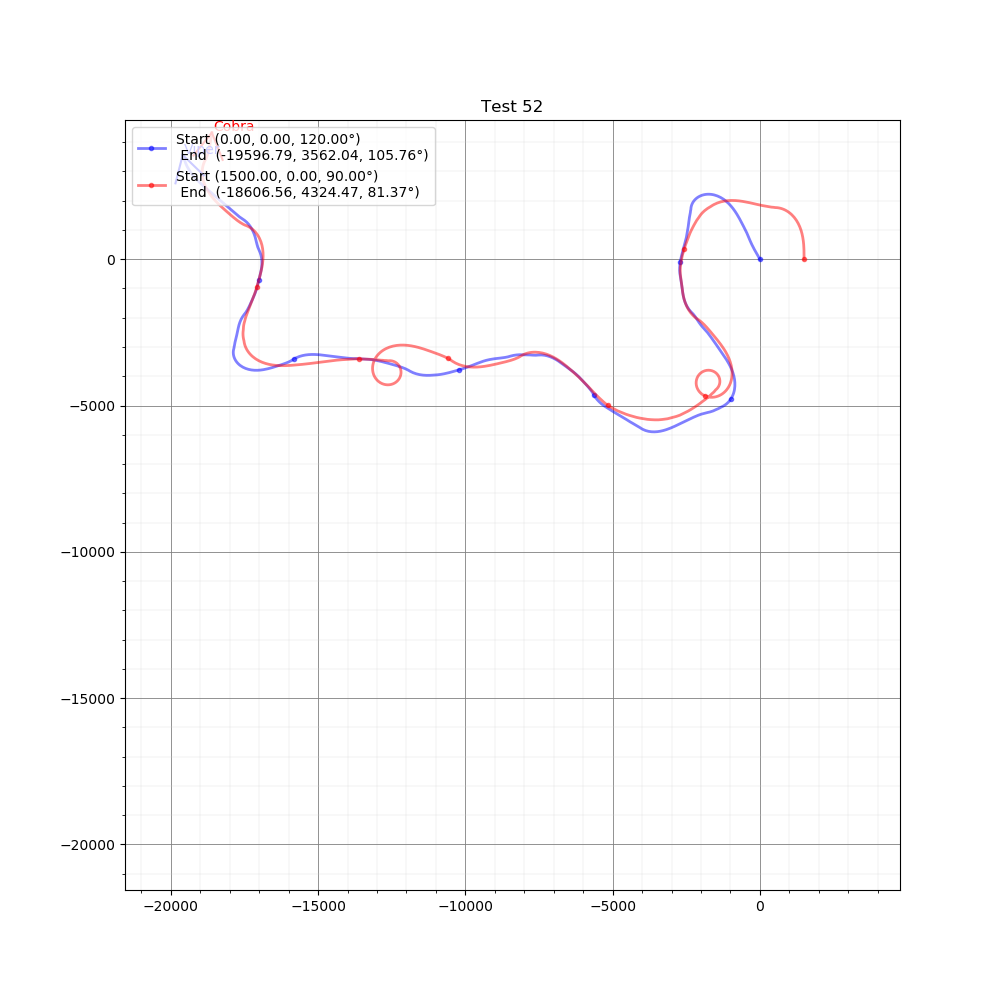 Test 52
Cobra
Start (0.00, 0.00, 120.00°)
End (-19596.79, 3562.04, 105.76°)
Start (1500.00, 0.00, 90.00°)
End (-18606.56, 4324.47, 81.37°)
0
−5000
−10000
−15000
−20000
−20000
−15000
−10000
−5000
0